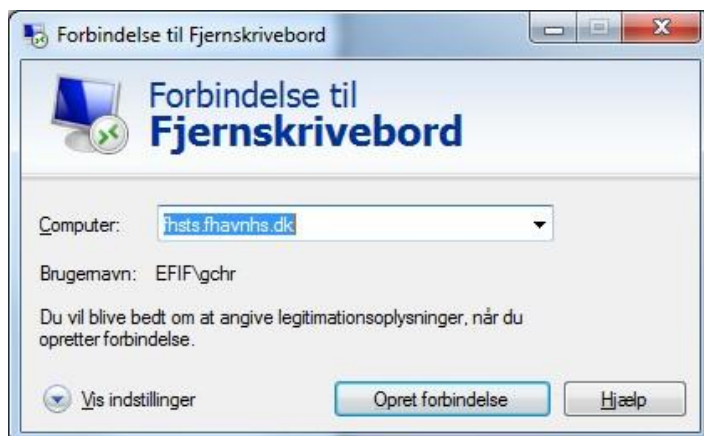 Forbindelse til Fjernskrivebord
Forbindelse til
Fjernskrivebord
Computer: fhsts.fhavnhs.dk
Brugernavn: EFIF\gchr
Du vil blive bedt om at angive legitimationsoplysninger, når du
opretter forbindelse.
Vis indstillinger Opret forbindelse Hjælp